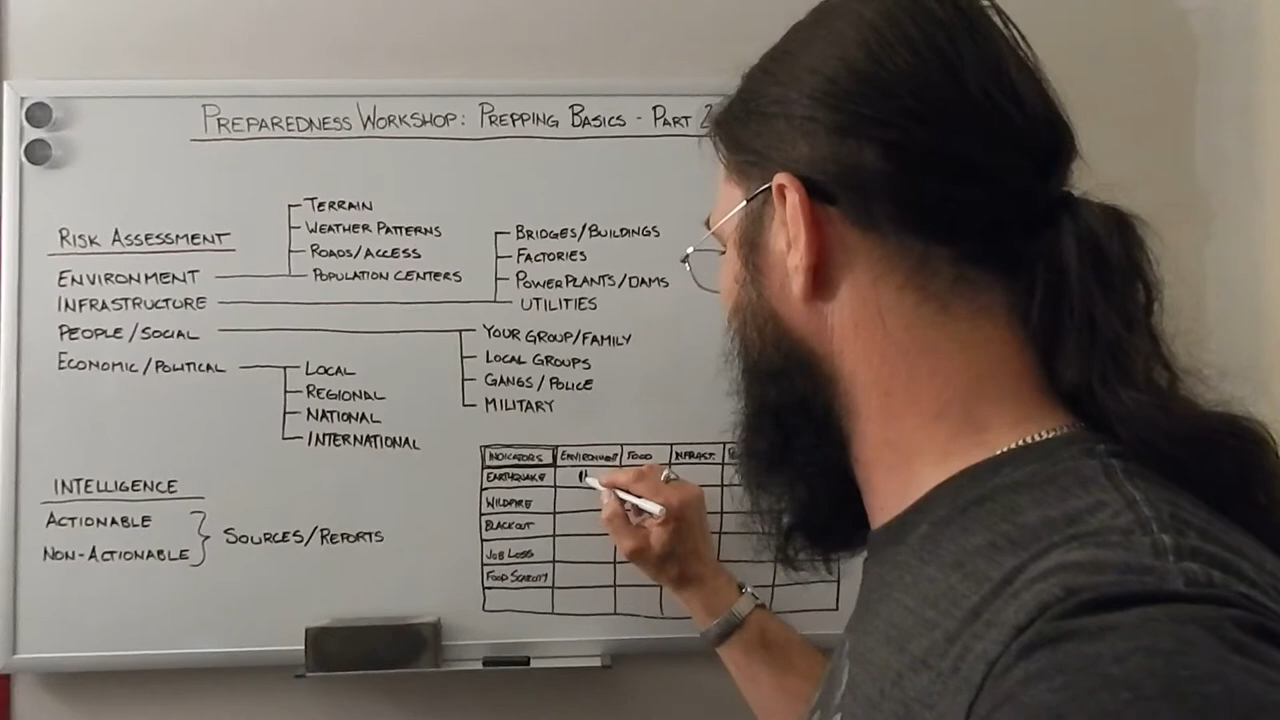 PREPAREDNESS WORKSHOP: PREPPING BASICS - PART 2
RISK ASSESSMENT
ENVIRONMENT
TERRAIN
WEATHER PATTERNS
ROADS/ACCESS
POPULATION CENTERS
INFRASTRUCTURE
BRIDGES/BUILDINGS
FACTORIES
POWERPLANTS/DAMS
UTILITIES
PEOPLE/SOCIAL
YOUR GROUP/FAMILY
LOCAL GROUPS
GANGS/POLICE
MILITARY
ECONOMIC/POLITICAL
LOCAL
REGIONAL
NATIONAL
INTERNATIONAL
INTELLIGENCE
ACTIONABLE
NON-ACTIONABLE
SOURCES/REPORTS
INDICATORS ENVIRONMENT FOOD INFRAST.
EARTHQUAKE
WILDFIRE
BLACKOUT
JOB LOSS
FOOD SCARCITY